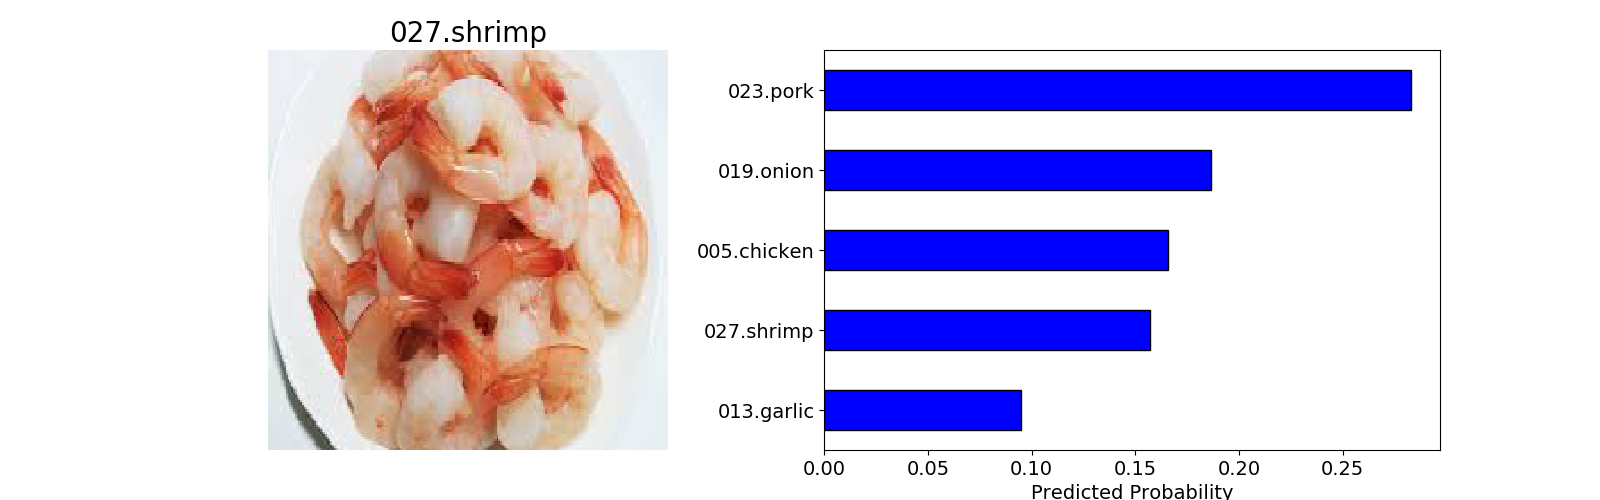 027.shrimp
023.pork
019.onion
005.chicken
027.shrimp
013.garlic
0.00 0.05 0.10 0.15 0.20 0.25
Predicted Probability